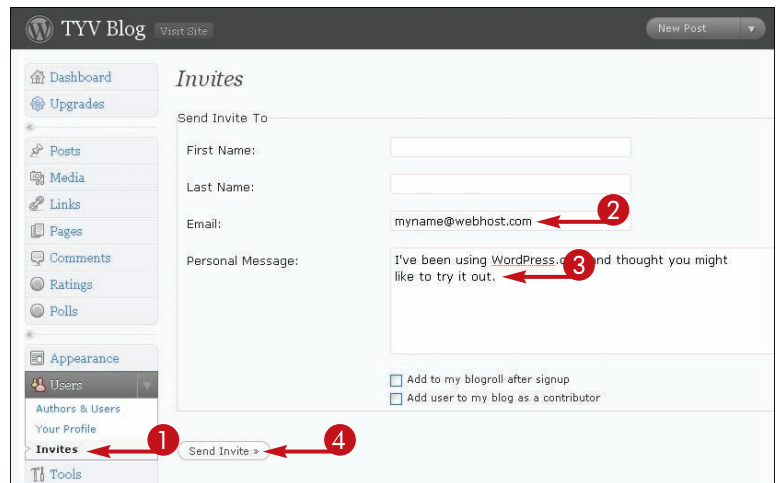 TYV Blog Visit Site New Post
Dashboard
Upgrades
Posts
Media
Links
Pages
Comments
Ratings
Polls
Appearance
Users
Authors & Users
Your Profile
Invites 1
Tools
Invites
Send Invite To
First Name:
Last Name:
Email: myname@webhost.com 2
Personal Message: I've been using WordPress. 3 and thought you might
like to try it out.
Add to my blogroll after signup
Add user to my blog as a contributor
Send Invite » 4